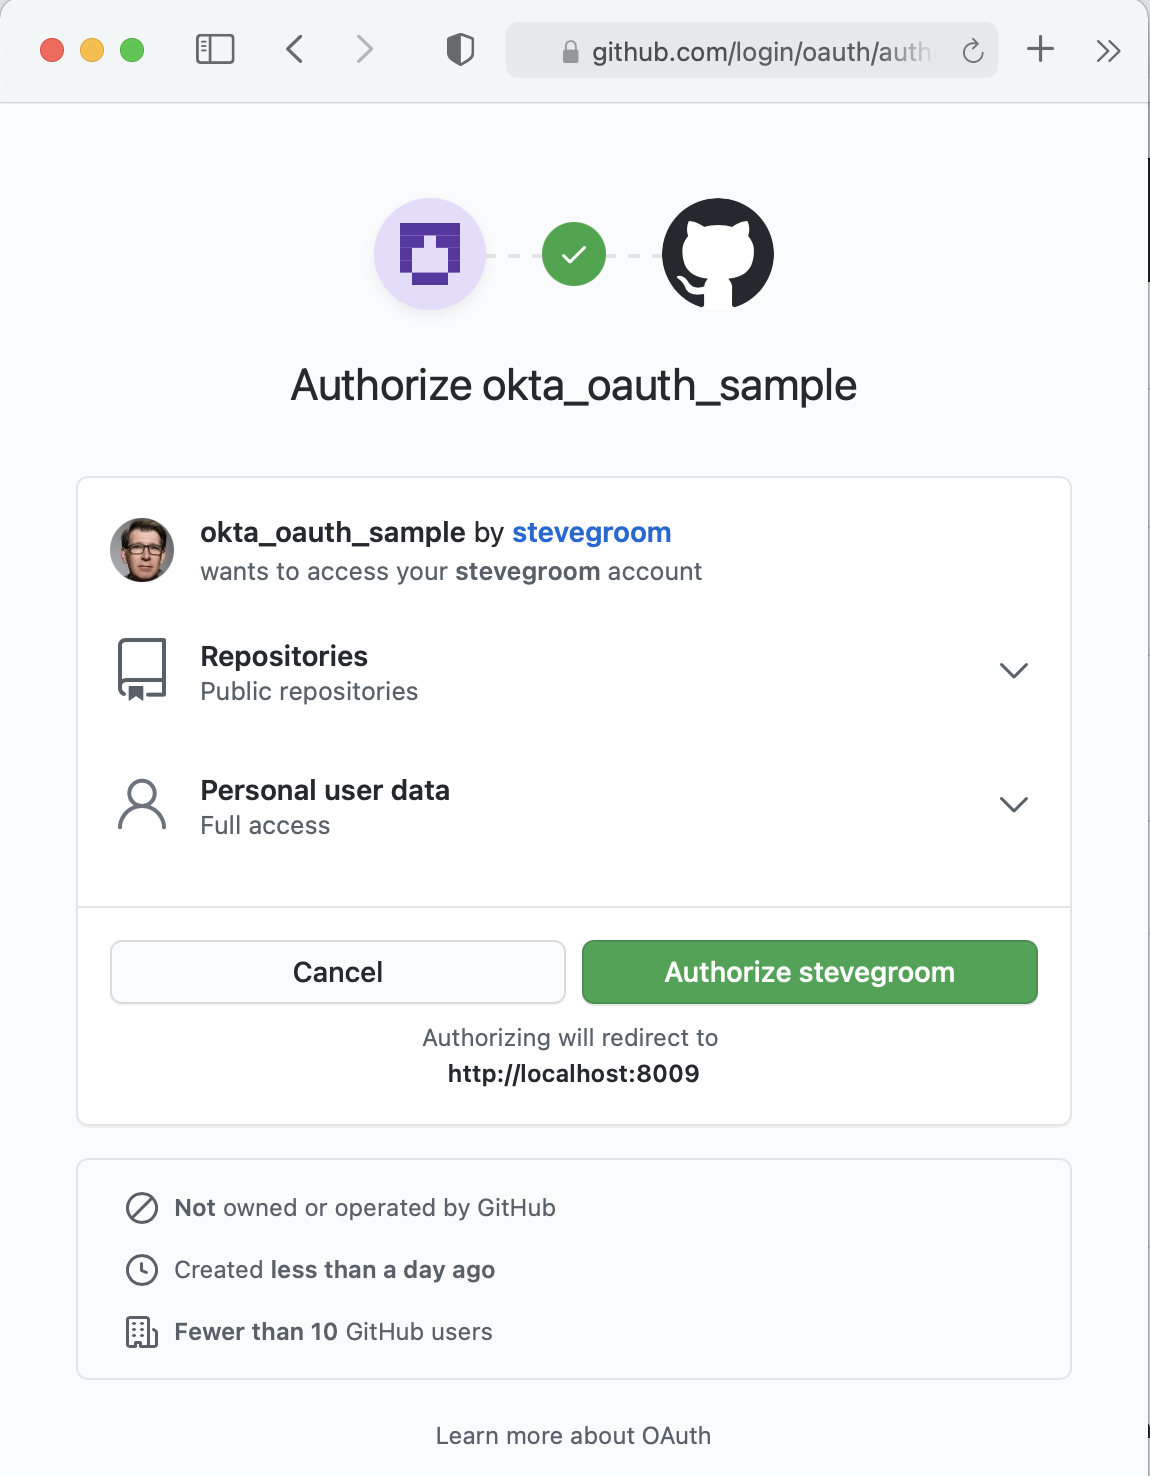 github.com/login/oauth/autho
Authorize okta_oauth_sample
okta_oauth_sample by stevegroom
wants to access your stevegroom account
Repositories
Public repositories
Personal user data
Full access
Cancel
Authorize stevegroom
Authorizing will redirect to
http://localhost:8009
Not owned or operated by GitHub
Created less than a day ago
Fewer than 10 GitHub users
Learn more about OAuth